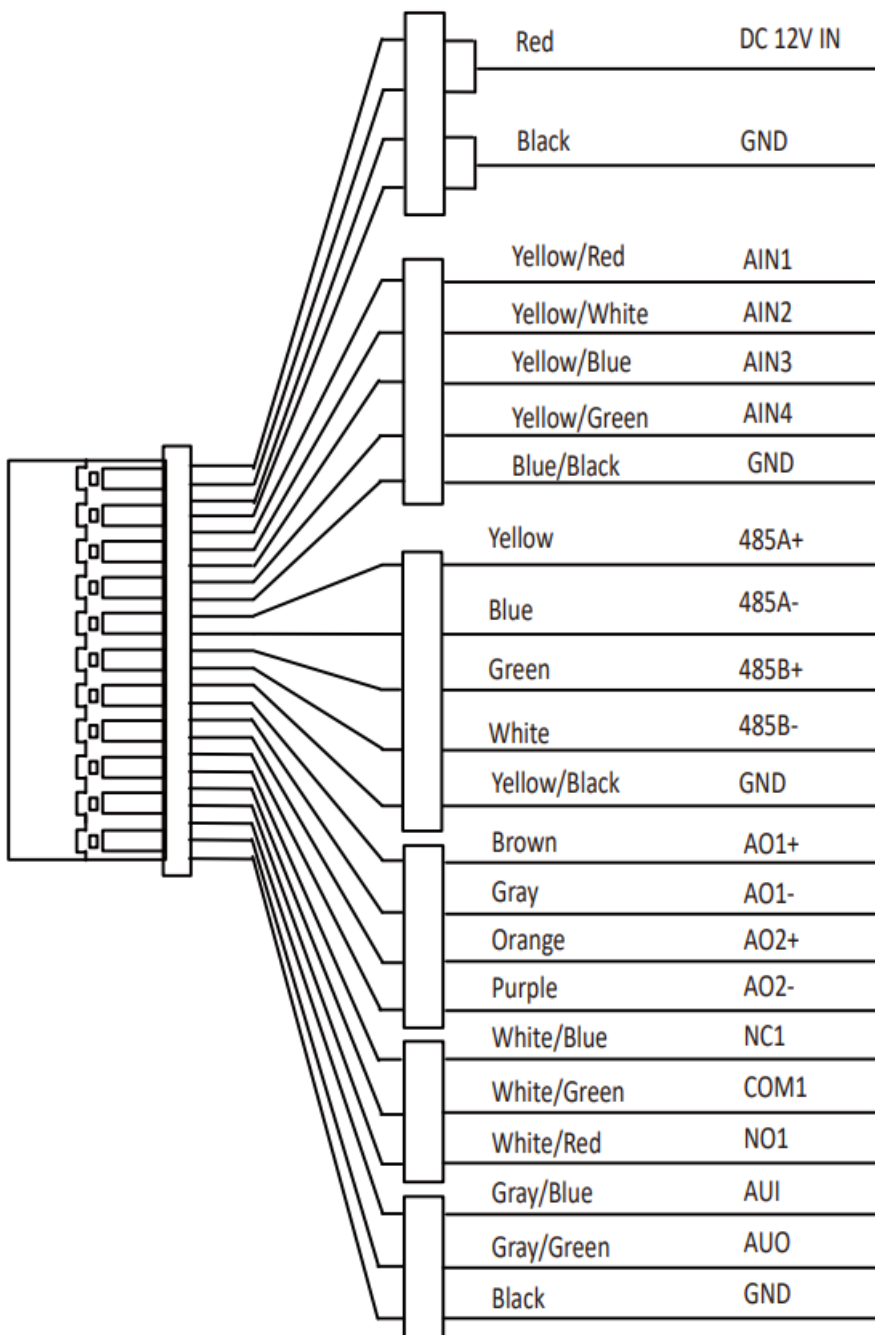 Red DC 12V IN
Black GND
Yellow/Red AIN1
Yellow/White AIN2
Yellow/Blue AIN3
Yellow/Green AIN4
Blue/Black GND
Yellow 485A+
Blue 485A-
Green 485B+
White 485B-
Yellow/Black GND
Brown AO1+
Gray AO1-
Orange AO2+
Purple AO2-
White/Blue NC1
White/Green COM1
White/Red NO1
Gray/Blue AUI
Gray/Green AUO
Black GND